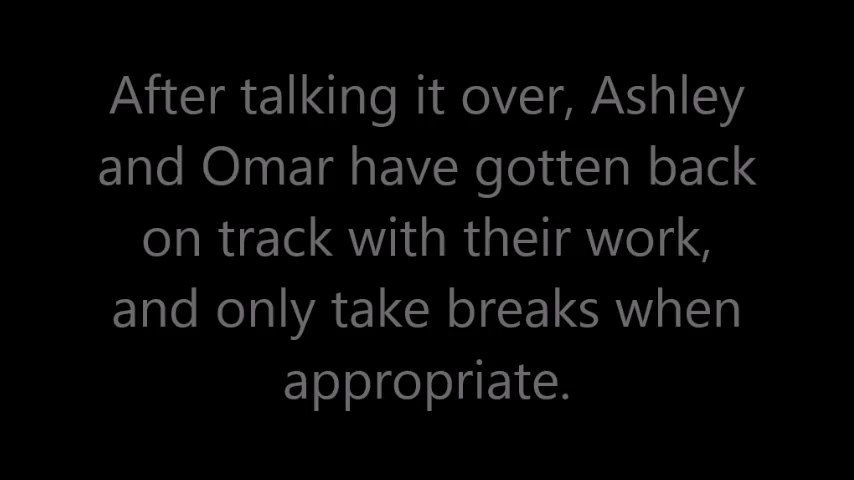 After talking it over, Ashley
and Omar have gotten back
on track with their work,
and only take breaks when
appropriate.